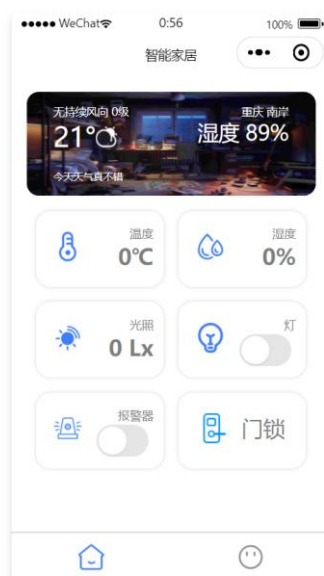 WeChat 0:56 100%
智能家居
无持续风向 0级 重庆 南岸
21° 湿度 89%
今天天气真不错
温度
0℃
湿度
0%
光照
0 Lx
灯
报警器
门锁